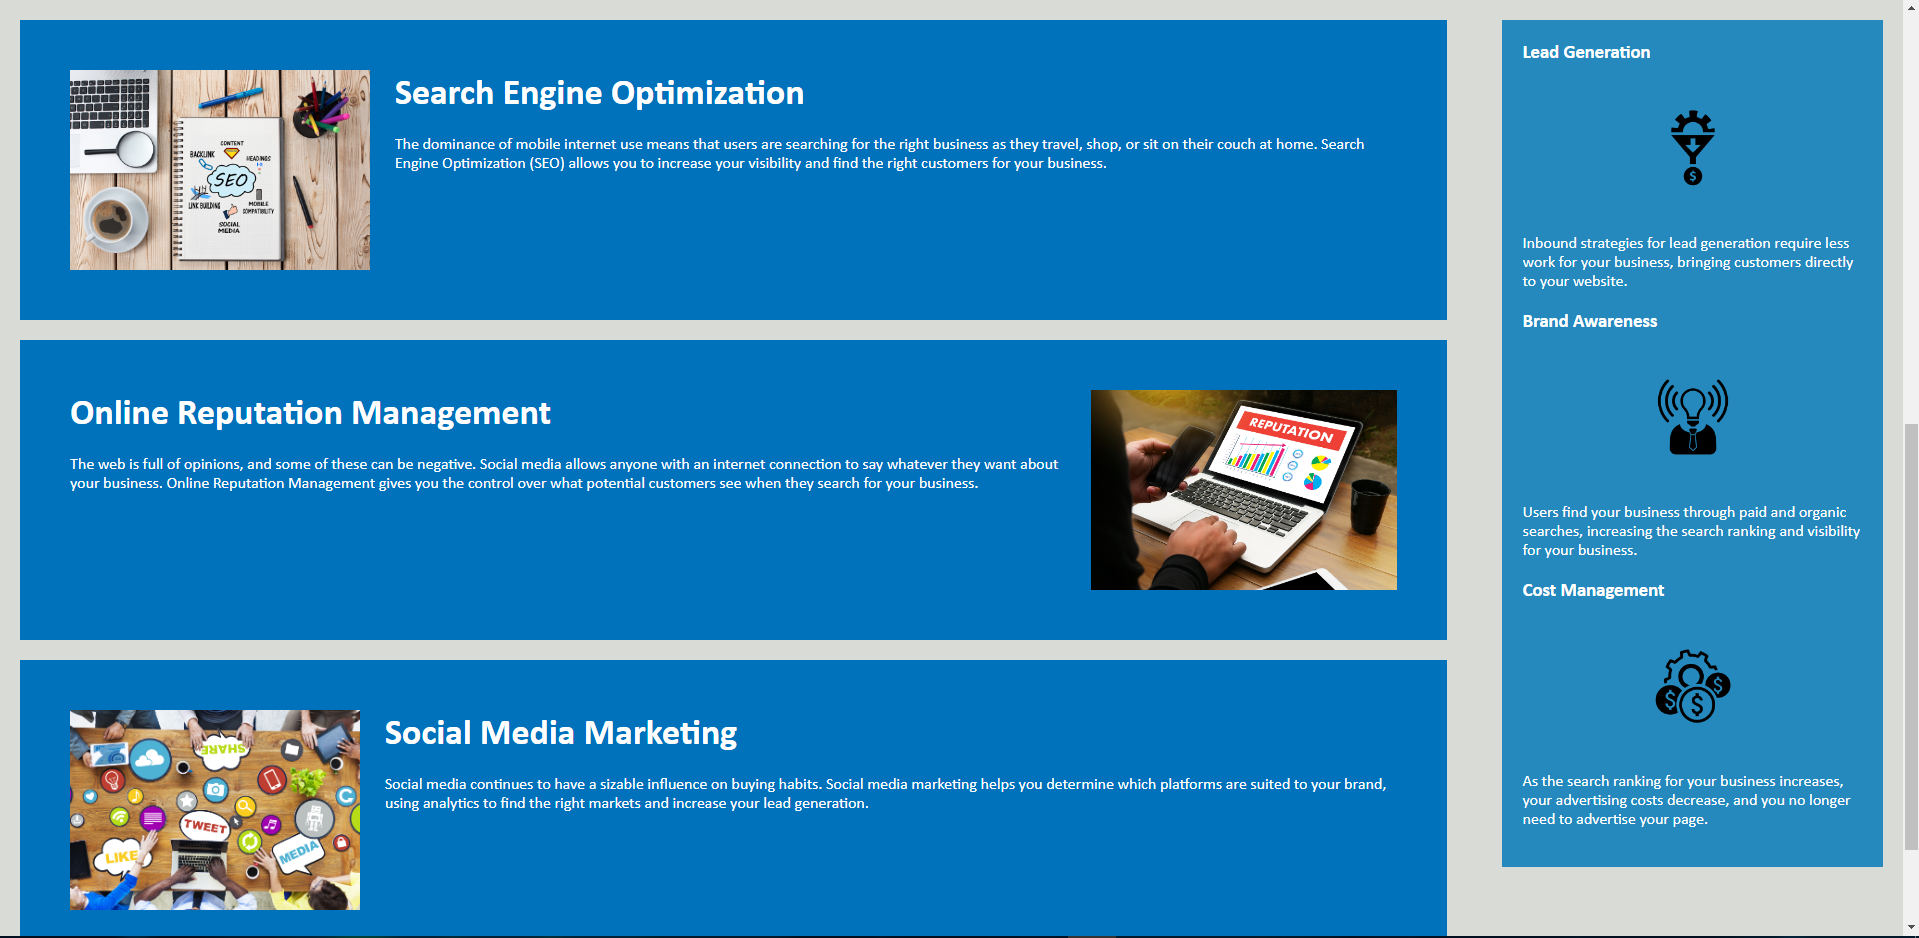 Search Engine Optimization
The dominance of mobile internet use means that users are searching for the right business as they travel, shop, or sit on their couch at home. Search
Engine Optimization (SEO) allows you to increase your visibility and find the right customers for your business.
CONTENT
BACKLINK
HEADINGS
SEO
LINK BUILDING
MOBILE
COMPATIBILITY
SOCIAL
MEDIA
Online Reputation Management
The web is full of opinions, and some of these can be negative. Social media allows anyone with an internet connection to say whatever they want about
your business. Online Reputation Management gives you the control over what potential customers see when they search for your business.
REPUTATION
Social Media Marketing
Social media continues to have a sizable influence on buying habits. Social media marketing helps you determine which platforms are suited to your brand,
using analytics to find the right markets and increase your lead generation.
SHARE
TWEET
LIKE
MEDIA
Lead Generation
$
Inbound strategies for lead generation require less
work for your business, bringing customers directly
to your website.
Brand Awareness
Users find your business through paid and organic
searches, increasing the search ranking and visibility
for your business.
Cost Management
$ $ $
As the search ranking for your business increases,
your advertising costs decrease, and you no longer
need to advertise your page.